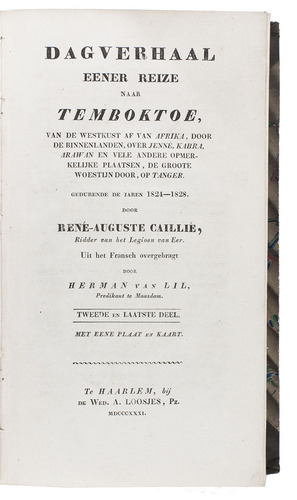 DAGVERHAAL
EENER REIZE
NAAR
TEMBOKTOE,
VAN DE WESTKUST AF VAN AFRIKA, DOOR
DE BINNENLANDEN, OVER JENNE, KABRA,
ARAWAN EN VELE ANDERE OPMER-
KELIJKE PLAATSEN, DE GROOTE
WOESTIJN DOOR, OP TANGER.
GEDURENDE DE JAREN 1824—1828.
DOOR
RENÉ-AUGUSTE CAILLIÉ,
Ridder van het Legioen van Eer.
Uit het Fransch overgebragt
DOOR
HERMAN VAN LIL,
Predikant te Maasdam.
TWEEDE EN LAATSTE DEEL.
MET EENE PLAAT EN KAART.
Te HAARLEM, bij
DE WED. A. LOOSJES, PZ.
MDCCCXXXI.